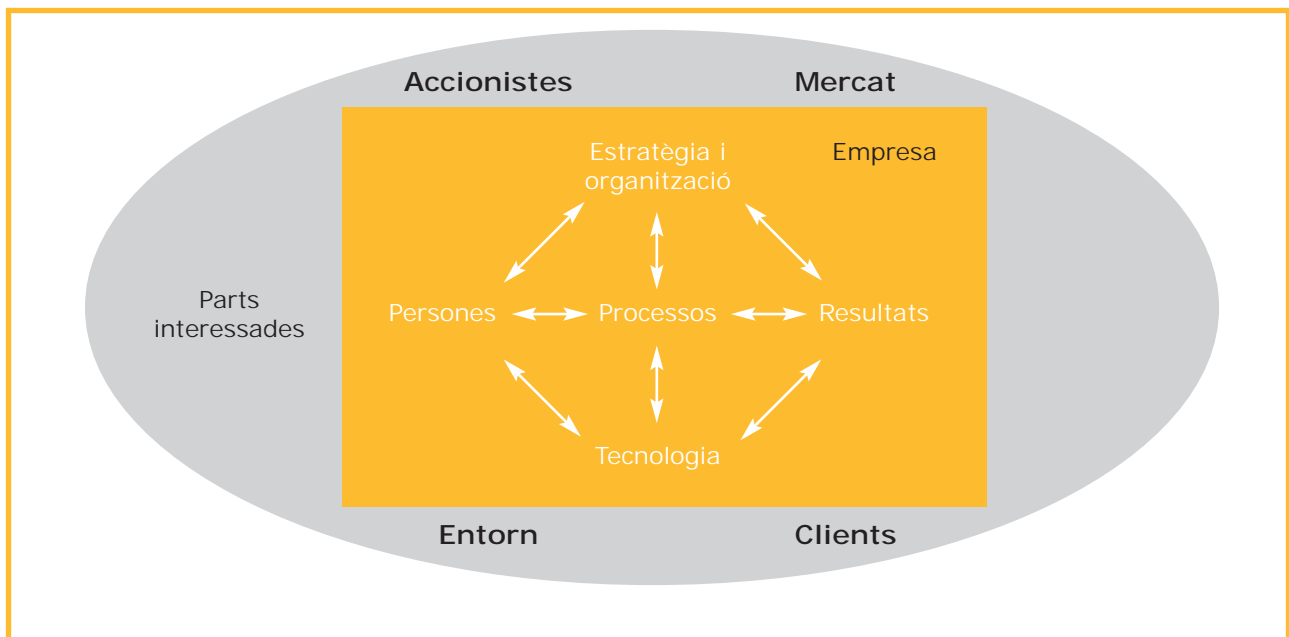 Accionistes
Mercat
Estratègia i
organització
Empresa
Parts
interessades
Persones
Processos
Resultats
Tecnologia
Entorn
Clients